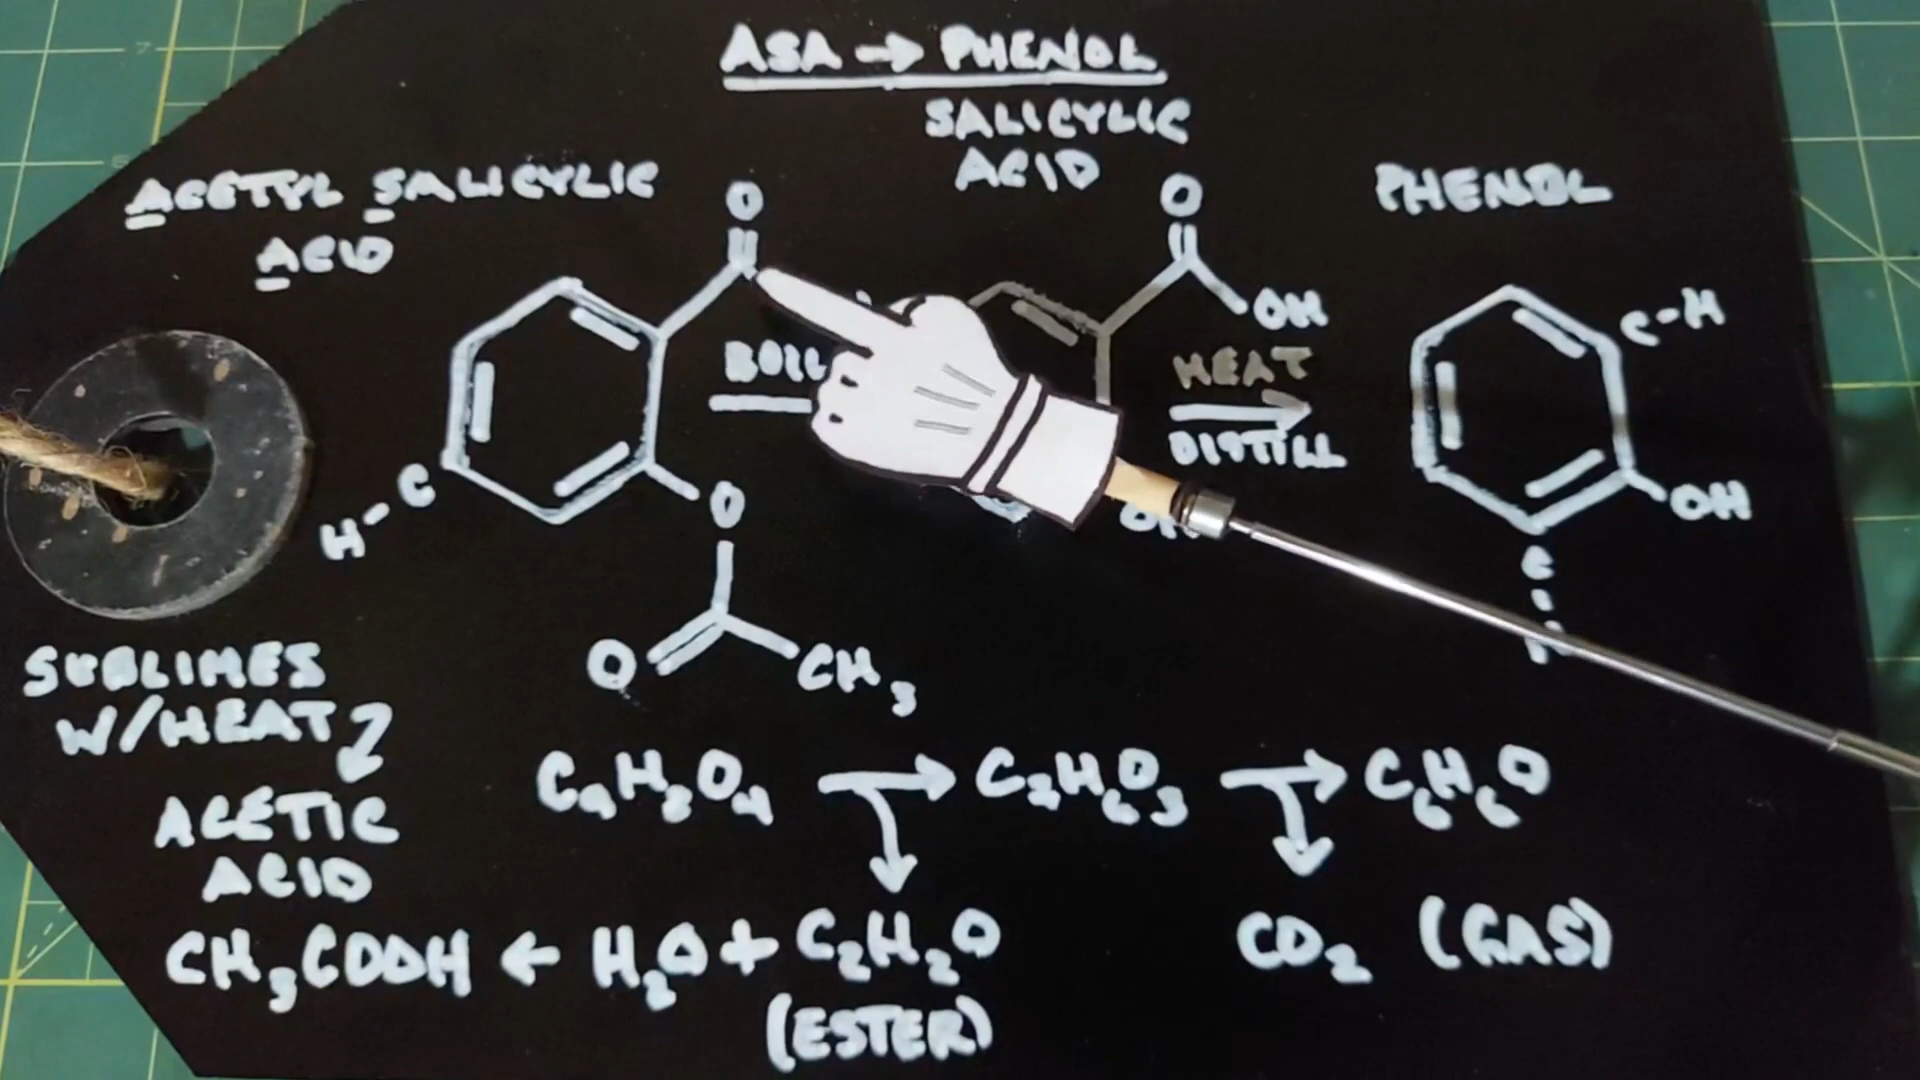 ASA → PHENOL
SALICYLIC
ACID
ACETYL SALICYLIC
ACID
PHENOL
O
O
OH
C-H
BOIL
HEAT
DISTILL
C
H
O
OH
C
O
CH3
SUBLIMES
W/HEAT
ACETIC
ACID
C9H8O4 → C7H6O3 → C6H6O
CH3COOH ← H2O + C2H2O
CO2 (GAS)
(ESTER)